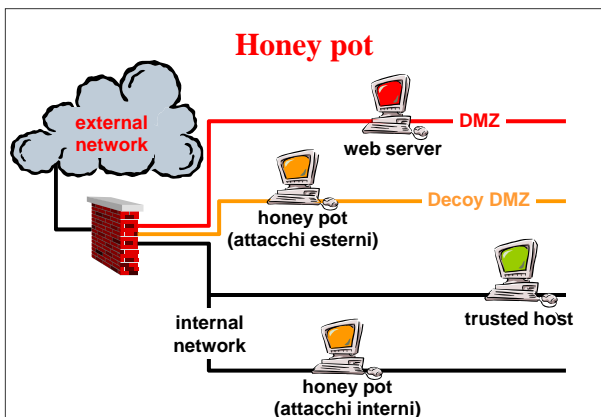 Honey pot
external
network
DMZ
web server
Decoy DMZ
honey pot
(attacchi esterni)
trusted host
internal
network
honey pot
(attacchi interni)